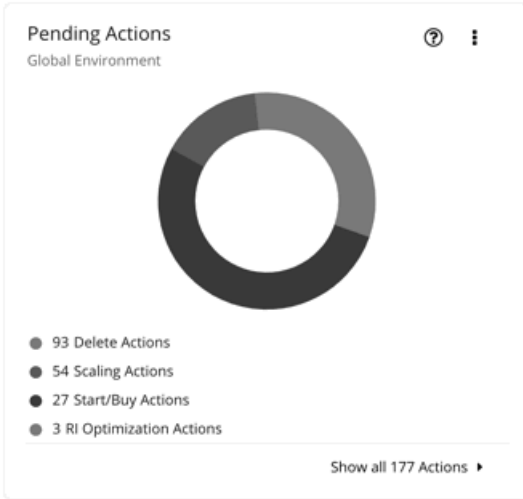 Pending Actions
Global Environment
93 Delete Actions
54 Scaling Actions
27 Start/Buy Actions
3 RI Optimization Actions
Show all 177 Actions